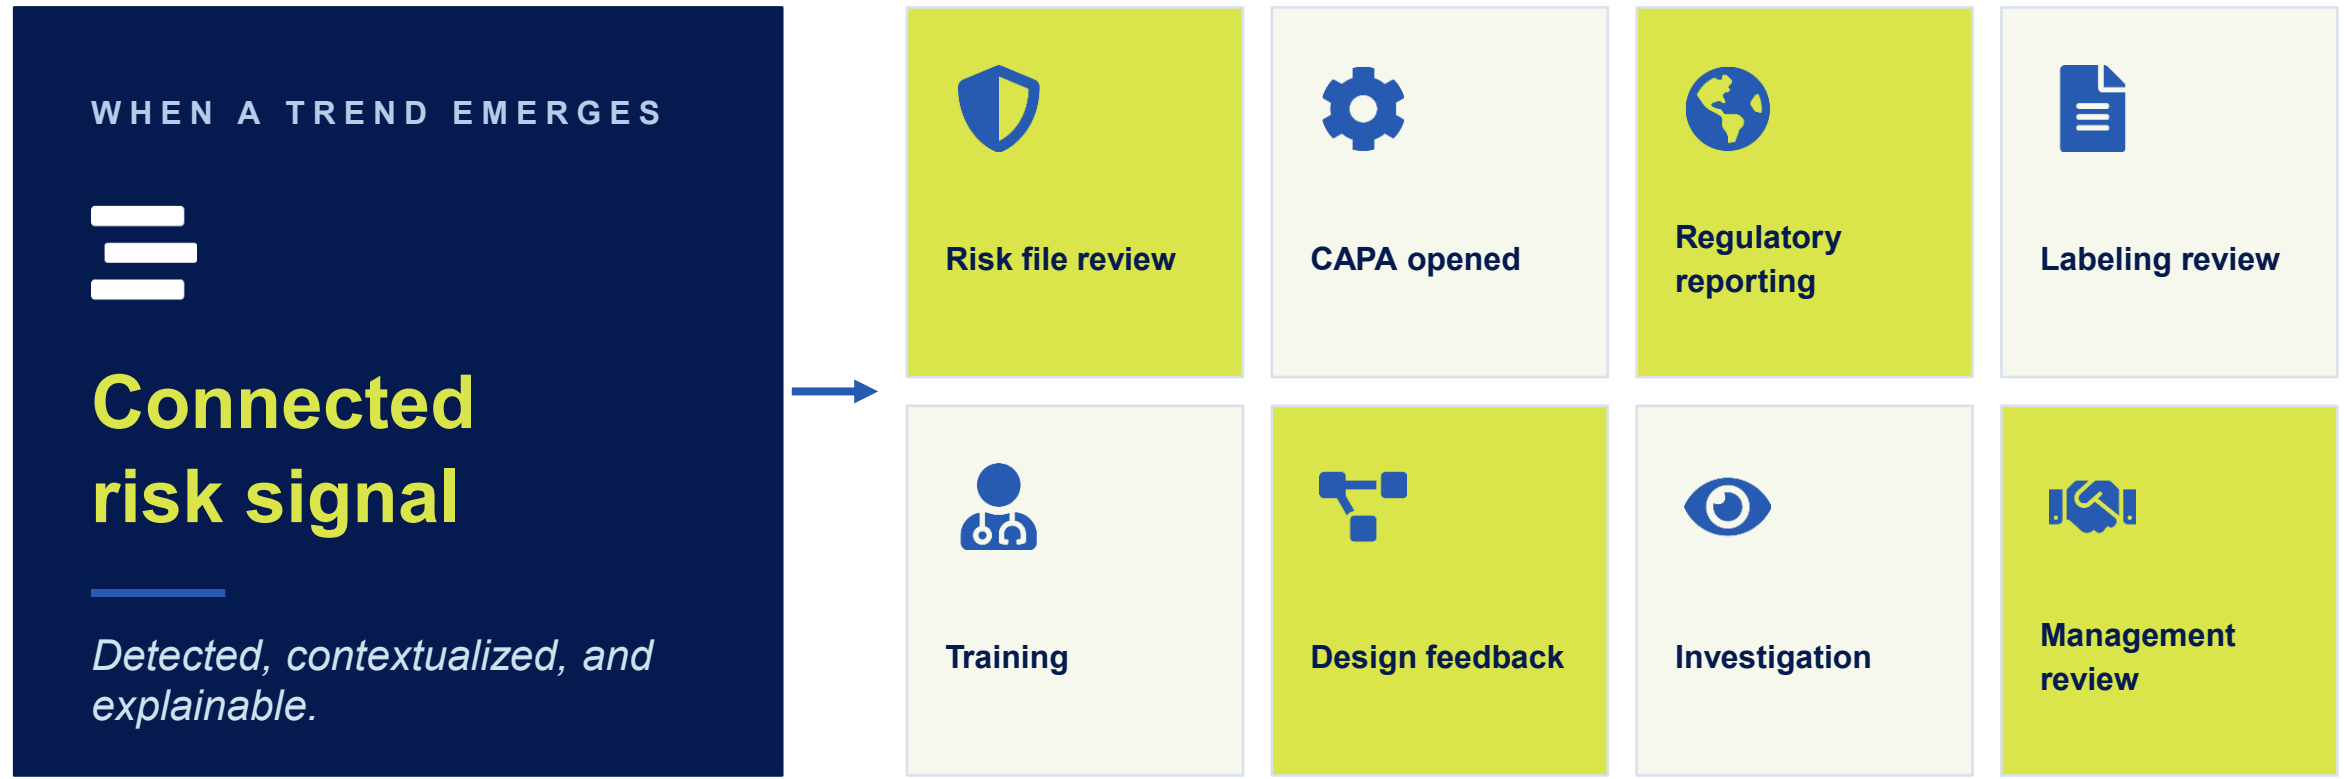 WHEN A TREND EMERGES
Connected
risk signal
Detected, contextualized, and
explainable.
Risk file review
CAPA opened
Regulatory
reporting
Labeling review
Training
Design feedback
Investigation
Management
review